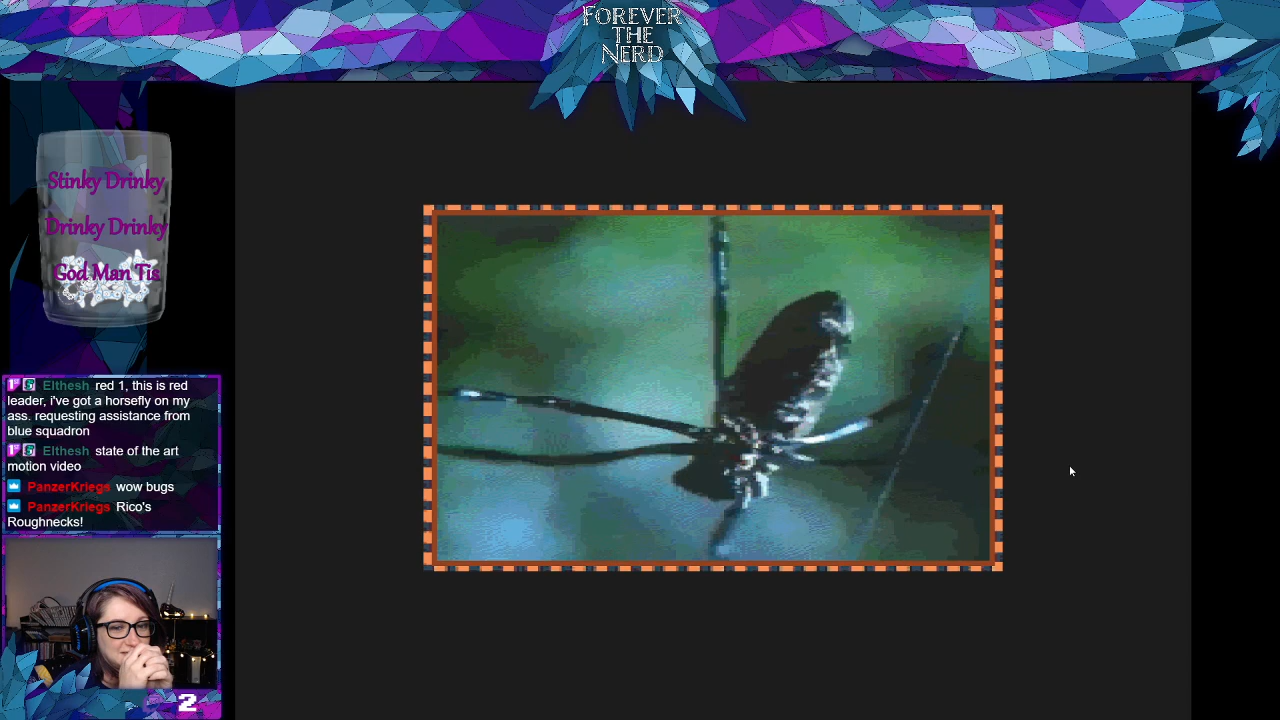 Forever
The
Nerd
Stinky Drinky
Drinky Drinky
God Man Tis
Elthesh red 1, this is red
leader, i've got a horsefly on my
ass. requesting assistance from
blue squadron
Elthesh state of the art
motion video
PanzerKriegs wow bugs
PanzerKriegs Rico's
Roughnecks!
2